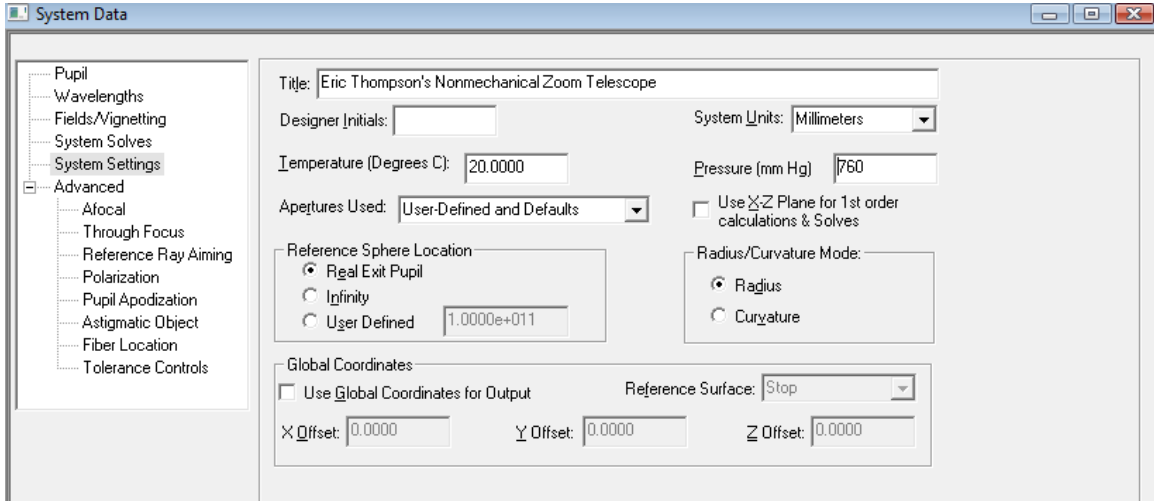 System Data
Pupil
Wavelengths
Fields/Vignetting
System Solves
System Settings
Advanced
Afocal
Through Focus
Reference Ray Aiming
Polarization
Pupil Apodization
Astigmatic Object
Fiber Location
Tolerance Controls
Title: Eric Thompson's Nonmechanical Zoom Telescope
Designer Initials: System Units: Millimeters
Temperature (Degrees C): 20.0000 Pressure (mm Hg) 760
Apertures Used: User-Defined and Defaults Use X-Z Plane for 1st order
calculations & Solves
Reference Sphere Location
Real Exit Pupil
Infinity
User Defined 1.0000e+011
Radius/Curvature Mode:
Radius
Curvature
Global Coordinates
Use Global Coordinates for Output Reference Surface: Stop
X Offset: 0.0000 Y Offset: 0.0000 Z Offset: 0.0000